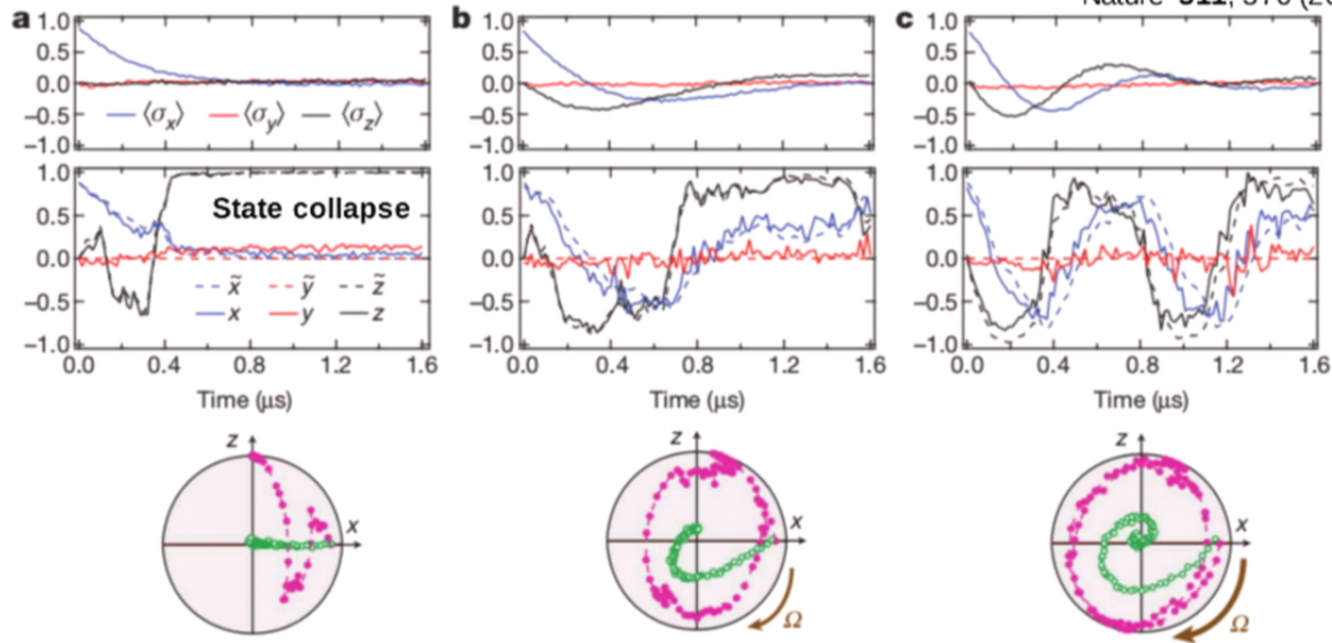 Nature 511, 570 (20
a
b
c
1.0
0.5
0.0
−0.5
−1.0
⟨σx⟩ ⟨σy⟩ ⟨σz⟩
1.0
0.5
0.0
−0.5
−1.0
1.0
0.5
0.0
−0.5
−1.0
1.0
0.5
0.0
−0.5
−1.0
State collapse
x̃ ỹ z̃
x y z
0.0 0.4 0.8 1.2 1.6
Time (μs)
1.0
0.5
0.0
−0.5
−1.0
0.0 0.4 0.8 1.2 1.6
Time (μs)
1.0
0.5
0.0
−0.5
−1.0
0.0 0.4 0.8 1.2 1.6
Time (μs)
z
x
z
x
Ω
z
x
Ω